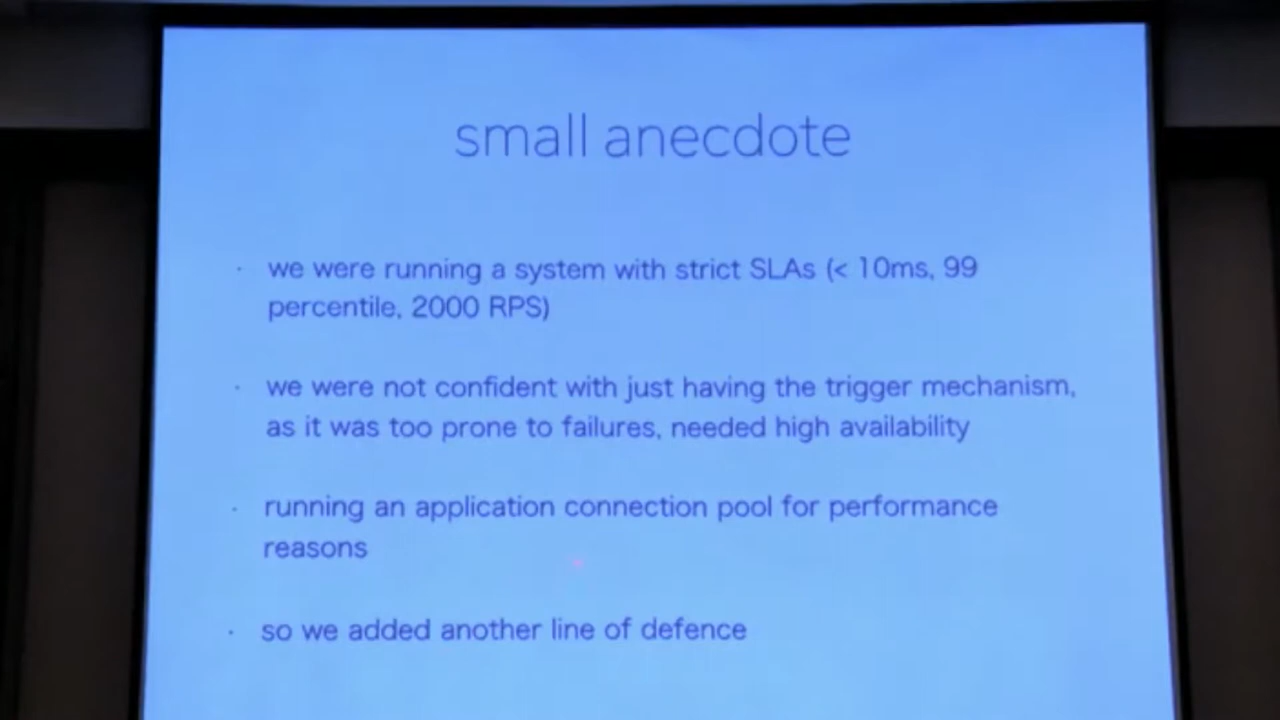 small anecdote
· we were running a system with strict SLAs (< 10ms, 99
percentile, 2000 RPS)
· we were not confident with just having the trigger mechanism,
as it was too prone to failures, needed high availability
· running an application connection pool for performance
reasons
· so we added another line of defence